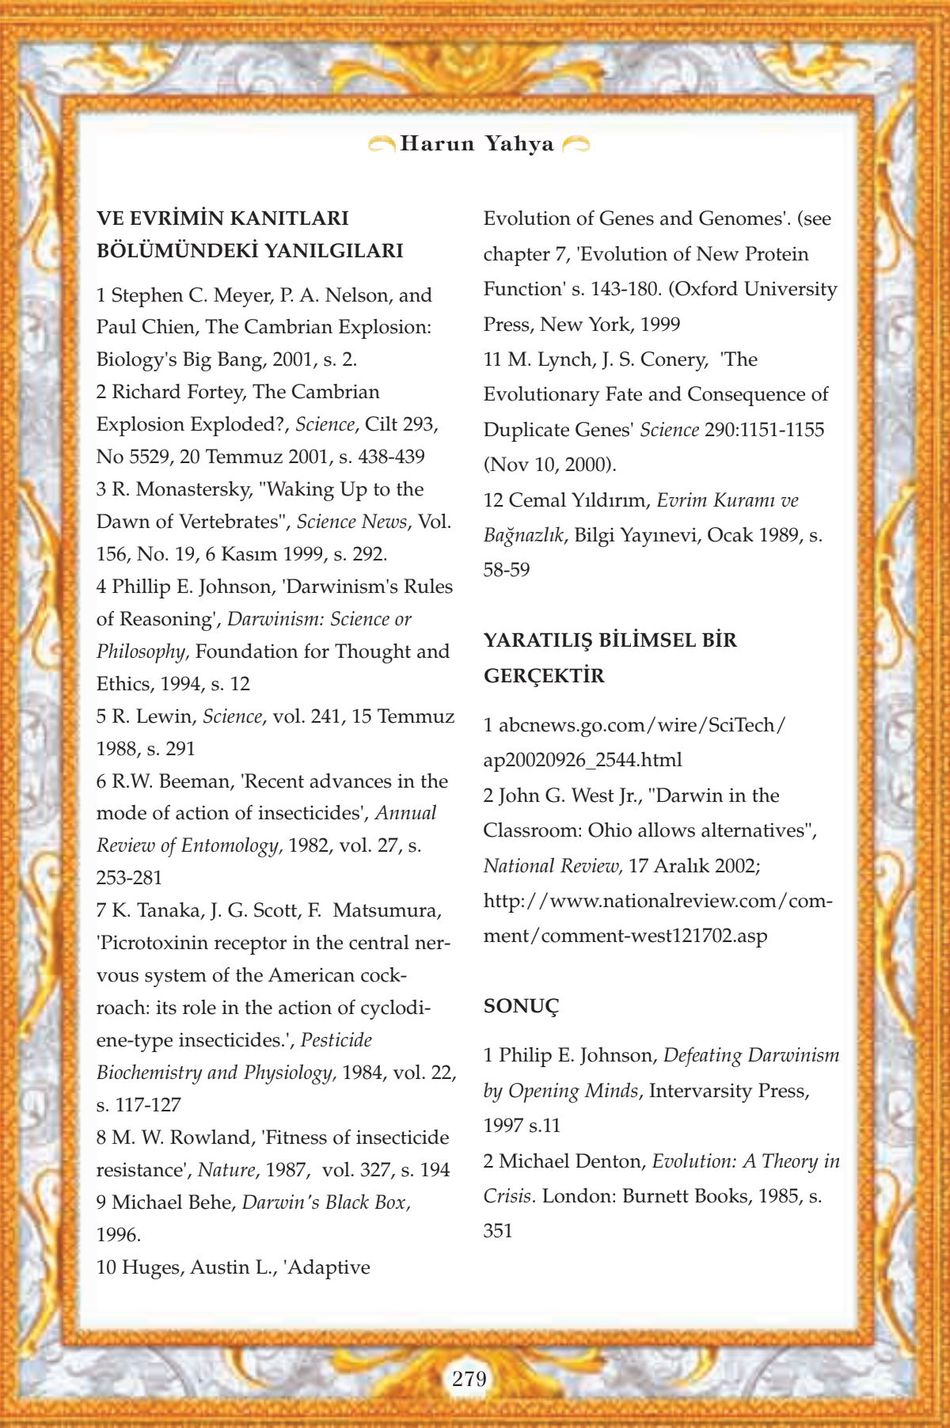 Harun Yahya
VE EVRİMİN KANITLARI
BÖLÜMÜNDEKİ YANILGILARI
1 Stephen C. Meyer, P. A. Nelson, and
Paul Chien, The Cambrian Explosion:
Biology's Big Bang, 2001, s. 2.
2 Richard Fortey, The Cambrian
Explosion Exploded?, Science, Cilt 293,
No 5529, 20 Temmuz 2001, s. 438-439
3 R. Monastersky, "Waking Up to the
Dawn of Vertebrates", Science News, Vol.
156, No. 19, 6 Kasım 1999, s. 292.
4 Phillip E. Johnson, 'Darwinism's Rules
of Reasoning', Darwinism: Science or
Philosophy, Foundation for Thought and
Ethics, 1994, s. 12
5 R. Lewin, Science, vol. 241, 15 Temmuz
1988, s. 291
6 R.W. Beeman, 'Recent advances in the
mode of action of insecticides', Annual
Review of Entomology, 1982, vol. 27, s.
253-281
7 K. Tanaka, J. G. Scott, F.  Matsumura,
'Picrotoxinin receptor in the central ner-
vous system of the American cock-
roach: its role in the action of cyclodi-
ene-type insecticides.', Pesticide
Biochemistry and Physiology, 1984, vol. 22,
s. 117-127
8 M. W. Rowland, 'Fitness of insecticide
resistance', Nature, 1987,  vol. 327, s. 194
9 Michael Behe, Darwin's Black Box,
1996.
10 Huges, Austin L., 'Adaptive
Evolution of Genes and Genomes'. (see
chapter 7, 'Evolution of New Protein
Function' s. 143-180. (Oxford University
Press, New York, 1999
11 M. Lynch, J. S. Conery,  'The
Evolutionary Fate and Consequence of
Duplicate Genes' Science 290:1151-1155
(Nov 10, 2000).
12 Cemal Yıldırım, Evrim Kuramı ve
Bağnazlık, Bilgi Yayınevi, Ocak 1989, s.
58-59
YARATILIŞ BİLİMSEL BİR
GERÇEKTİR
1 abcnews.go.com/wire/SciTech/
ap20020926_2544.html
2 John G. West Jr., "Darwin in the
Classroom: Ohio allows alternatives",
National Review, 17 Aralık 2002;
http://www.nationalreview.com/com-
ment/comment-west121702.asp
SONUÇ
1 Philip E. Johnson, Defeating Darwinism
by Opening Minds, Intervarsity Press,
1997 s.11
2 Michael Denton, Evolution: A Theory in
Crisis. London: Burnett Books, 1985, s.
351
279